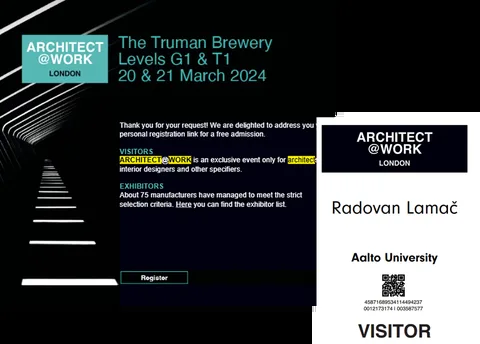 ARCHITECT
@WORK
LONDON
The Truman Brewery
Levels G1 & T1
20 & 21 March 2024
Thank you for your request! We are delighted to address you
personal registration link for a free admission.
VISITORS
ARCHITECT@WORK is an exclusive event only for architect
interior designers and other specifiers.
EXHIBITORS
About 75 manufacturers have managed to meet the strict
selection criteria. Here you can find the exhibitor list.
Register
ARCHITECT
@WORK
LONDON
Radovan Lamač
Aalto University
45871689534114494237
0012173174 I 003587577
VISITOR